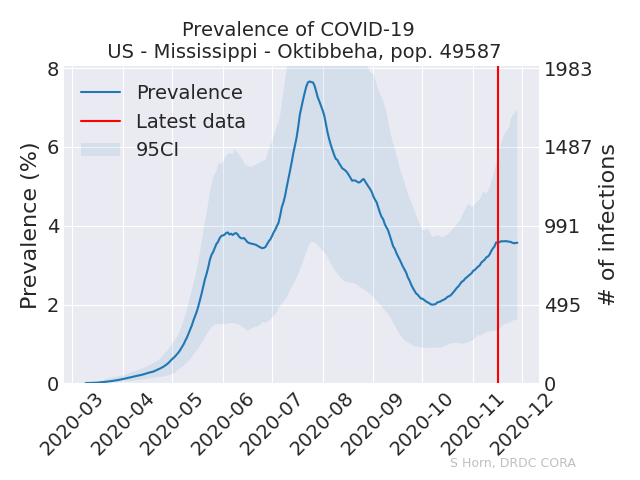 Prevalence of COVID-19
US - Mississippi - Oktibbeha, pop. 49587
Prevalence (%)
8
6
4
2
0
Prevalence
Latest data
95CI
1983
1487
991
495
0
# of infections
2020-03
2020-04
2020-05
2020-06
2020-07
2020-08
2020-09
2020-10
2020-11
2020-12
S Horn, DRDC CORA